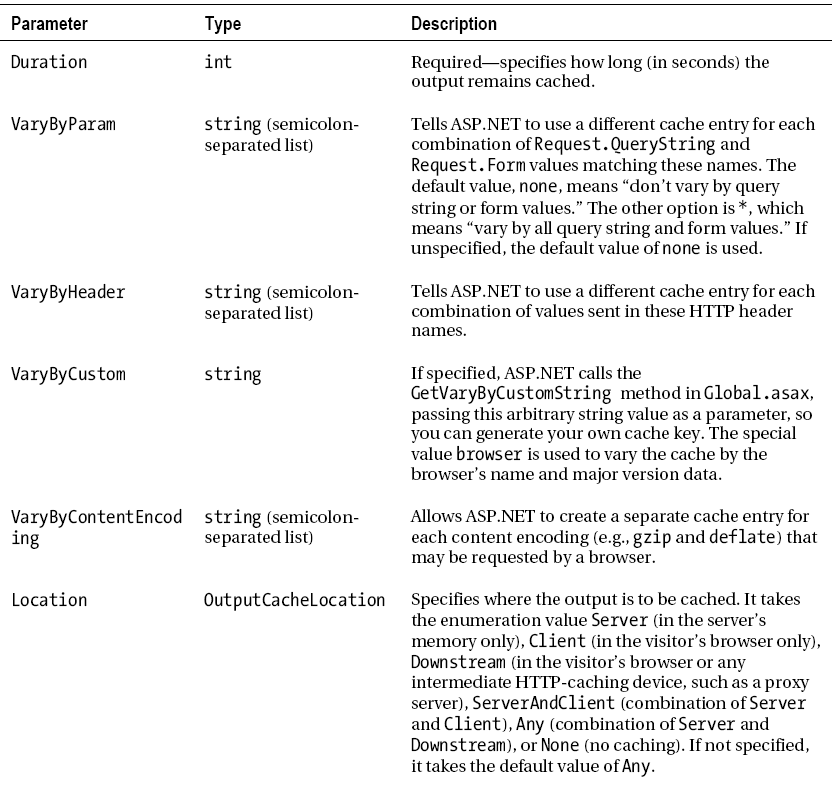 Parameter Type Description
Duration int Required—specifies how long (in seconds) the
output remains cached.
VaryByParam string (semicolon- Tells ASP.NET to use a different cache entry for each
separated list) combination of Request.QueryString and
Request.Form values matching these names. The
default value, none, means “don’t vary by query
string or form values.” The other option is *, which
means “vary by all query string and form values.” If
unspecified, the default value of none is used.
VaryByHeader string (semicolon- Tells ASP.NET to use a different cache entry for each
separated list) combination of values sent in these HTTP header
names.
VaryByCustom string If specified, ASP.NET calls the
GetVaryByCustomString method in Global.asax,
passing this arbitrary string value as a parameter, so
you can generate your own cache key. The special
value browser is used to vary the cache by the
browser’s name and major version data.
VaryByContentEncod string (semicolon- Allows ASP.NET to create a separate cache entry for
ing separated list) each content encoding (e.g., gzip and deflate) that
may be requested by a browser.
Location OutputCacheLocation Specifies where the output is to be cached. It takes
the enumeration value Server (in the server’s
memory only), Client (in the visitor’s browser only),
Downstream (in the visitor’s browser or any
intermediate HTTP-caching device, such as a proxy
server), ServerAndClient (combination of Server
and Client), Any (combination of Server and
Downstream), or None (no caching). If not specified,
it takes the default value of Any.